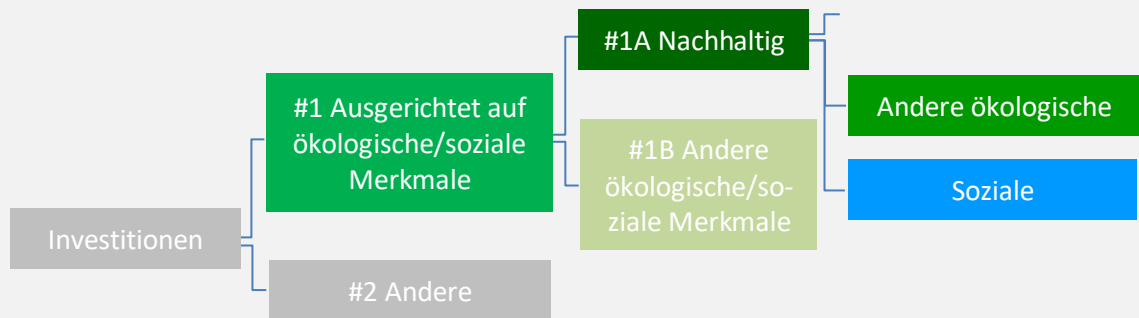 #1A Nachhaltig
#1 Ausgerichtet auf
ökologische/soziale
Merkmale
Andere ökologische
#1B Andere
ökologische/so-
ziale Merkmale
Soziale
Investitionen
#2 Andere